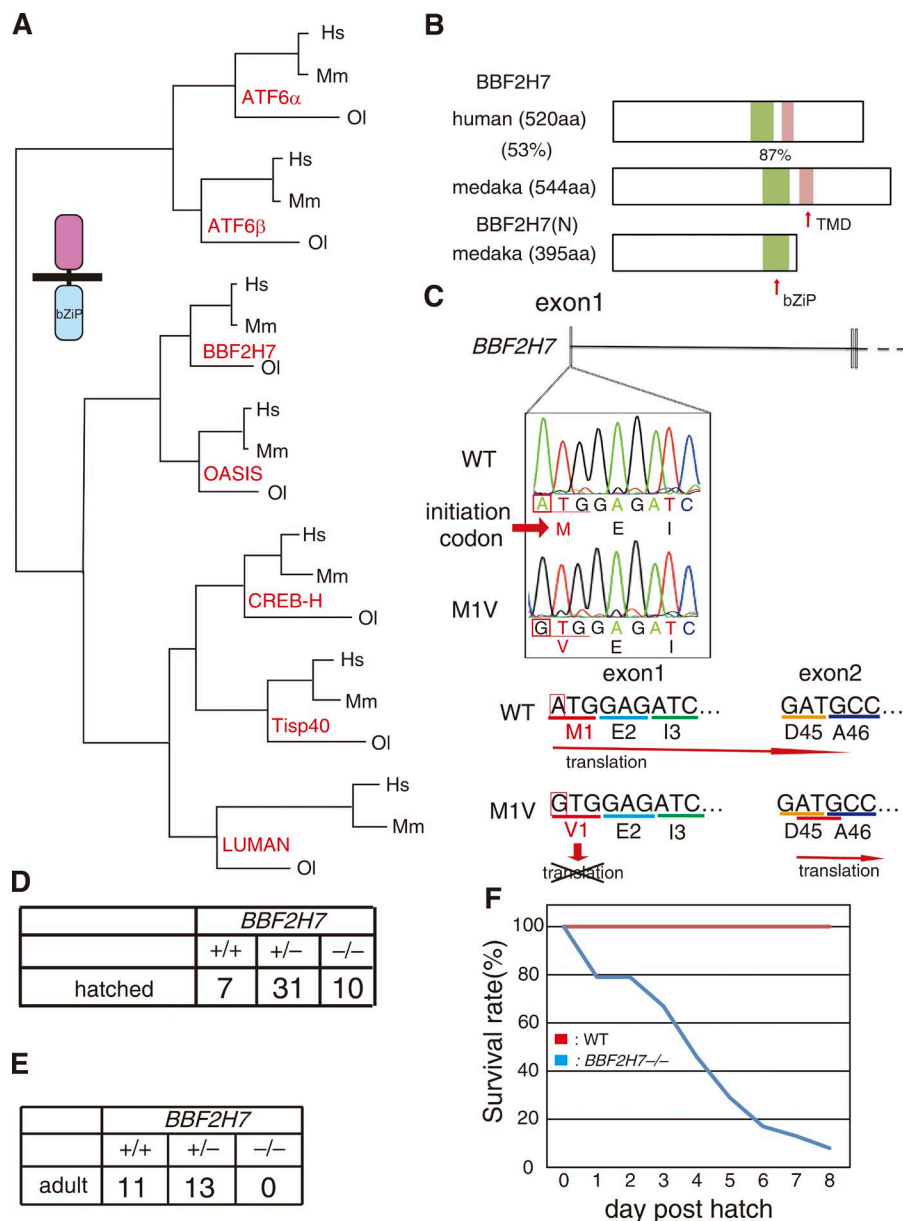 A
Hs
Mm
ATF6α
Ol
Hs
Mm
ATF6β
Ol
bZiP
Hs
Mm
BBF2H7
Ol
Hs
Mm
OASIS
Ol
Hs
Mm
CREB-H
Ol
Hs
Mm
Tisp40
Ol
Hs
Mm
LUMAN
Ol
B
BBF2H7
human (520aa)
(53%)
87%
medaka (544aa)
TMD
BBF2H7(N)
medaka (395aa)
bZiP
C
exon1
BBF2H7
WT
A T G G A G A T C
initiation
codon
M E I
M1V
G T G G A G A T C
V E I
exon1 exon2
WT ATGGAGATC... GATGCC...
M1 E2 I3 D45 A46
translation
M1V GTGGAGATC... GATGCC...
V1 E2 I3 D45 A46
translation translation
D
BBF2H7
+/+ +/− −/−
hatched 7 31 10
E
BBF2H7
+/+ +/− −/−
adult 11 13 0
F
Survival rate(%)
100
80
60
40
20
0
: WT
: BBF2H7−/−
0 1 2 3 4 5 6 7 8
day post hatch